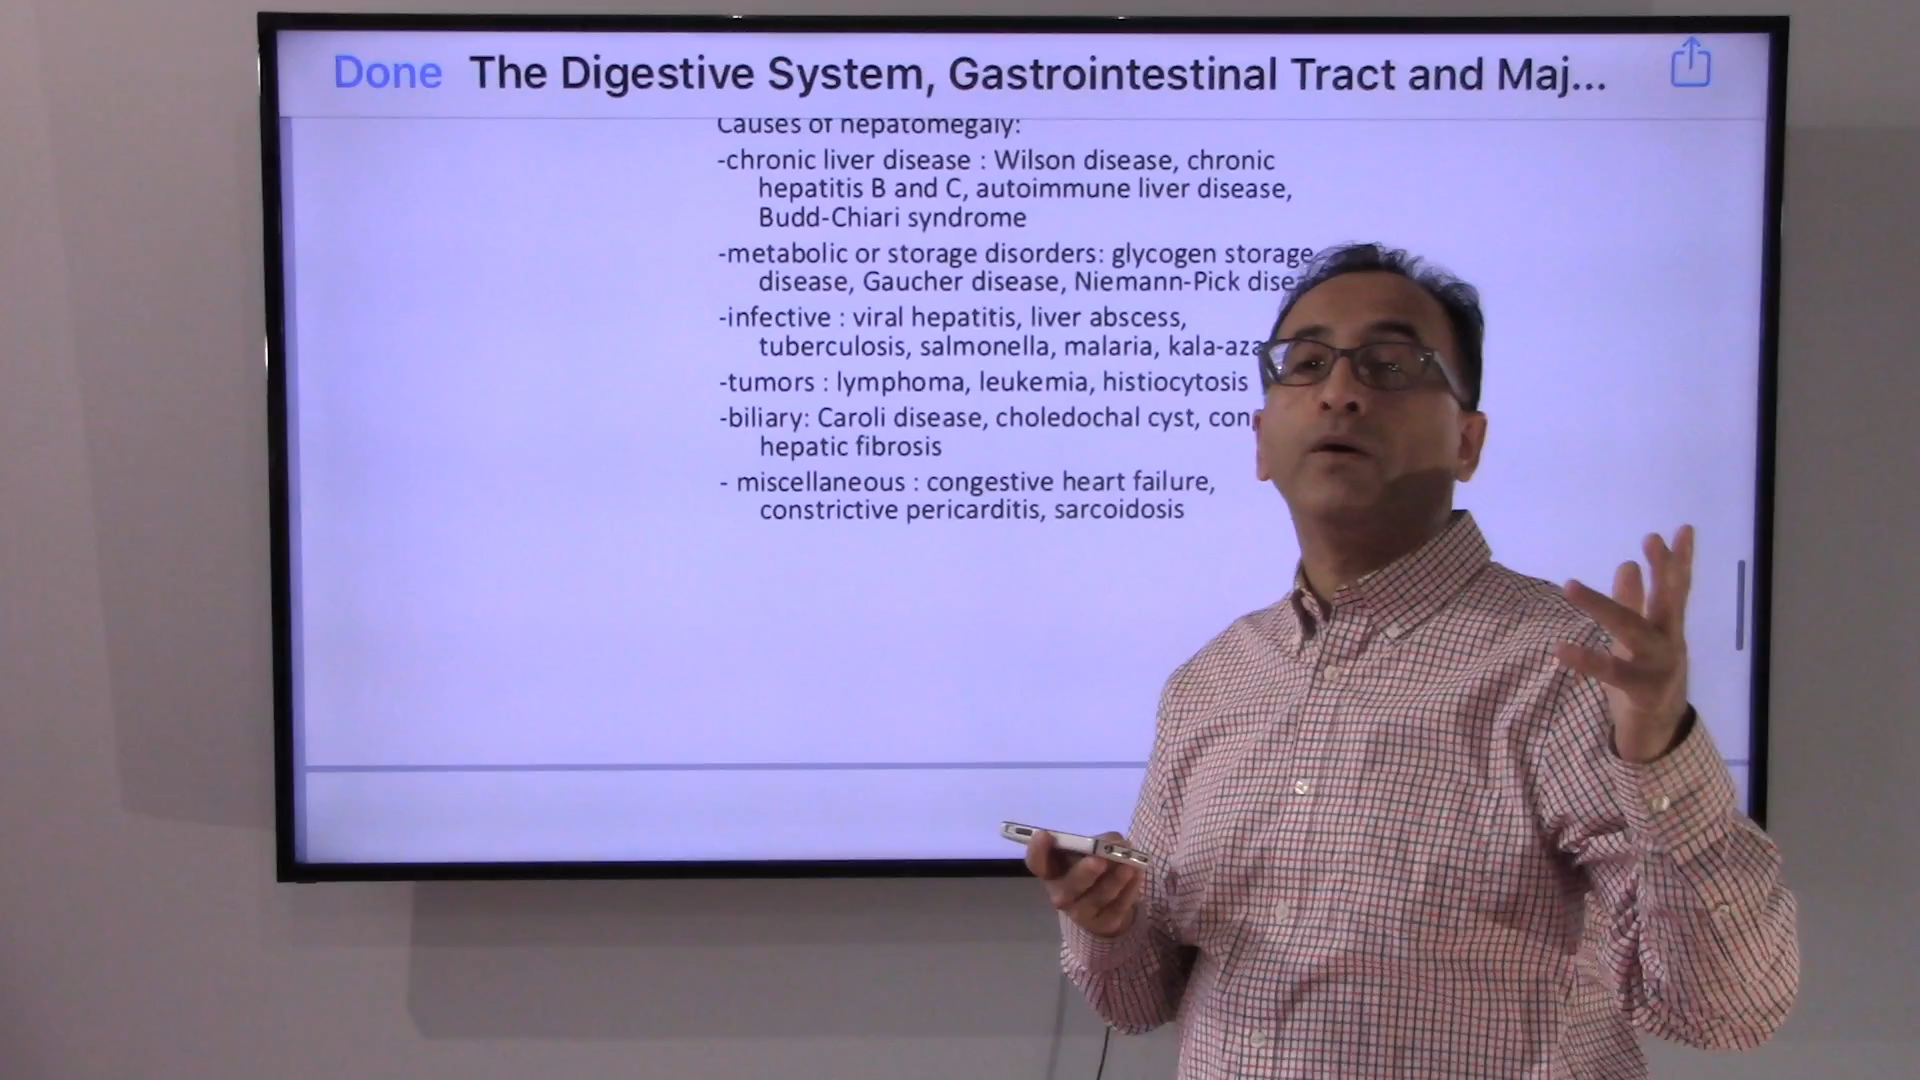 Done The Digestive System, Gastrointestinal Tract and Maj...
Causes of hepatomegaly:
-chronic liver disease : Wilson disease, chronic
hepatitis B and C, autoimmune liver disease,
Budd-Chiari syndrome
-metabolic or storage disorders: glycogen storage
disease, Gaucher disease, Niemann-Pick
-infective : viral hepatitis, liver abscess,
tuberculosis, salmonella, malaria,
-tumors : lymphoma, leukemia, histiocytosis
-biliary: Caroli disease, choledochal cyst,
hepatic fibrosis
- miscellaneous : congestive heart failure,
constrictive pericarditis, sarcoidosis